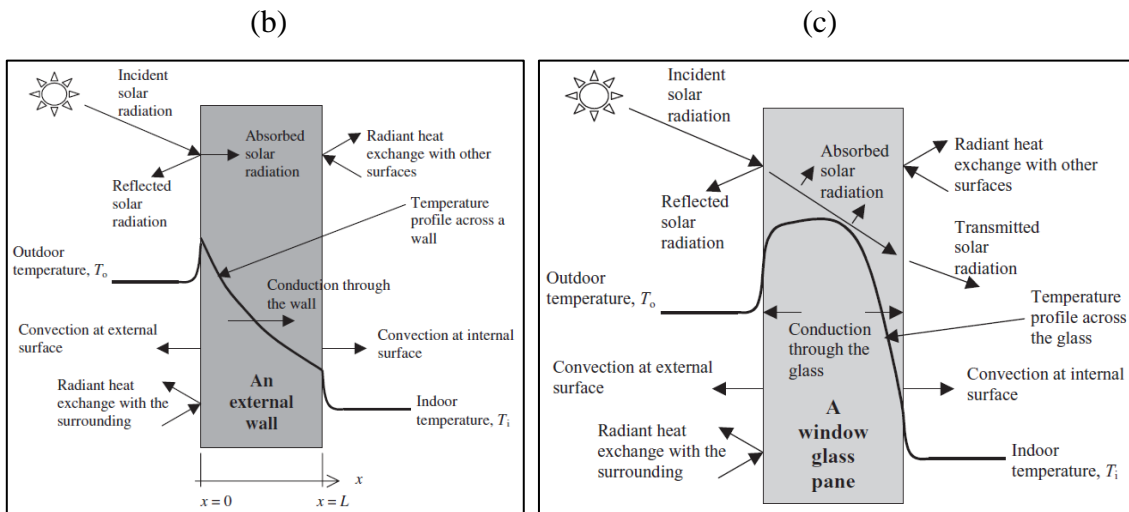 (b)
Incident
solar
radiation
Absorbed
solar
radiation
Radiant heat
exchange with other
surfaces
Reflected
solar
radiation
Temperature
profile across a
wall
Outdoor
temperature, Tₒ
Conduction through
the wall
Convection at external
surface
Convection at internal
surface
Radiant heat
exchange with the
surrounding
An
external
wall
Indoor
temperature, Tᵢ
x
x = 0
x = L
(c)
Incident
solar
radiation
Absorbed
solar
radiation
Radiant heat
exchange with other
surfaces
Reflected
solar
radiation
Transmitted
solar
radiation
Outdoor
temperature, Tₒ
Conduction
through the
glass
Temperature
profile across
the glass
Convection at external
surface
Convection at internal
surface
A
window
glass
pane
Radiant heat
exchange with the
surrounding
Indoor
temperature, Tᵢ